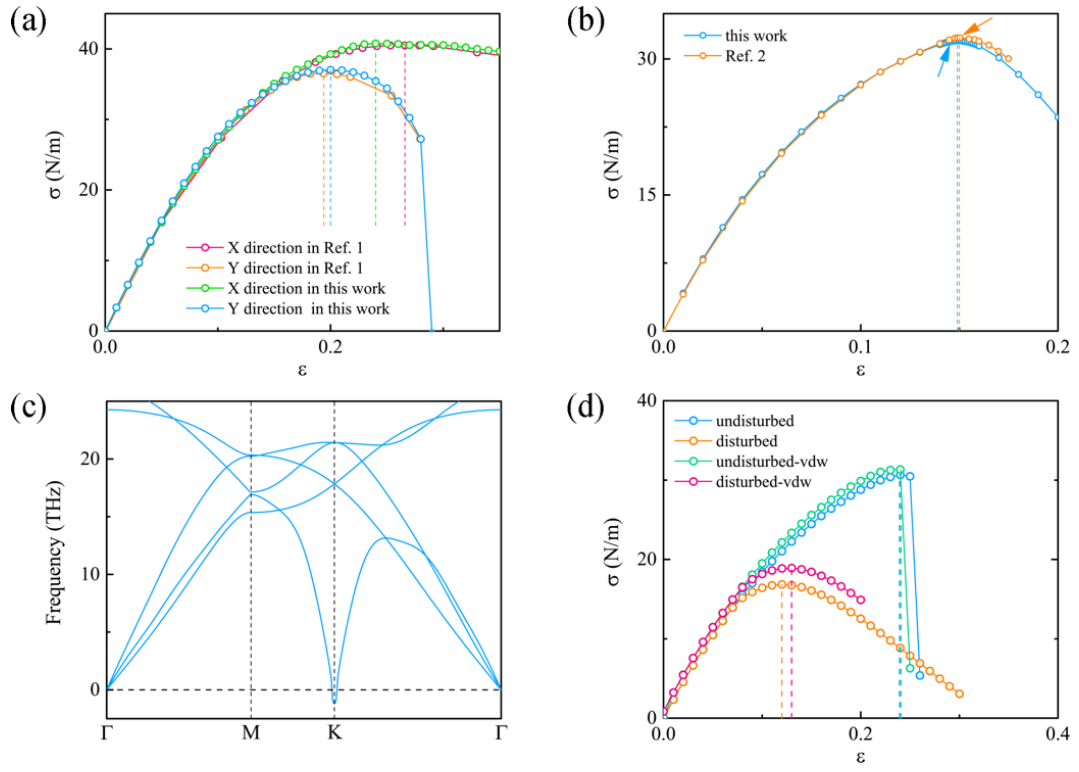 (a)
40
20
0
0.0
0.2
σ (N/m)
ε
X direction in Ref. 1
Y direction in Ref. 1
X direction in this work
Y direction in this work
(b)
30
15
0
0.0
0.1
0.2
σ (N/m)
ε
this work
Ref. 2
(c)
20
10
0
Frequency (THz)
Γ
M
K
Γ
(d)
40
20
0
0.0
0.2
0.4
σ (N/m)
ε
undisturbed
disturbed
undisturbed-vdw
disturbed-vdw